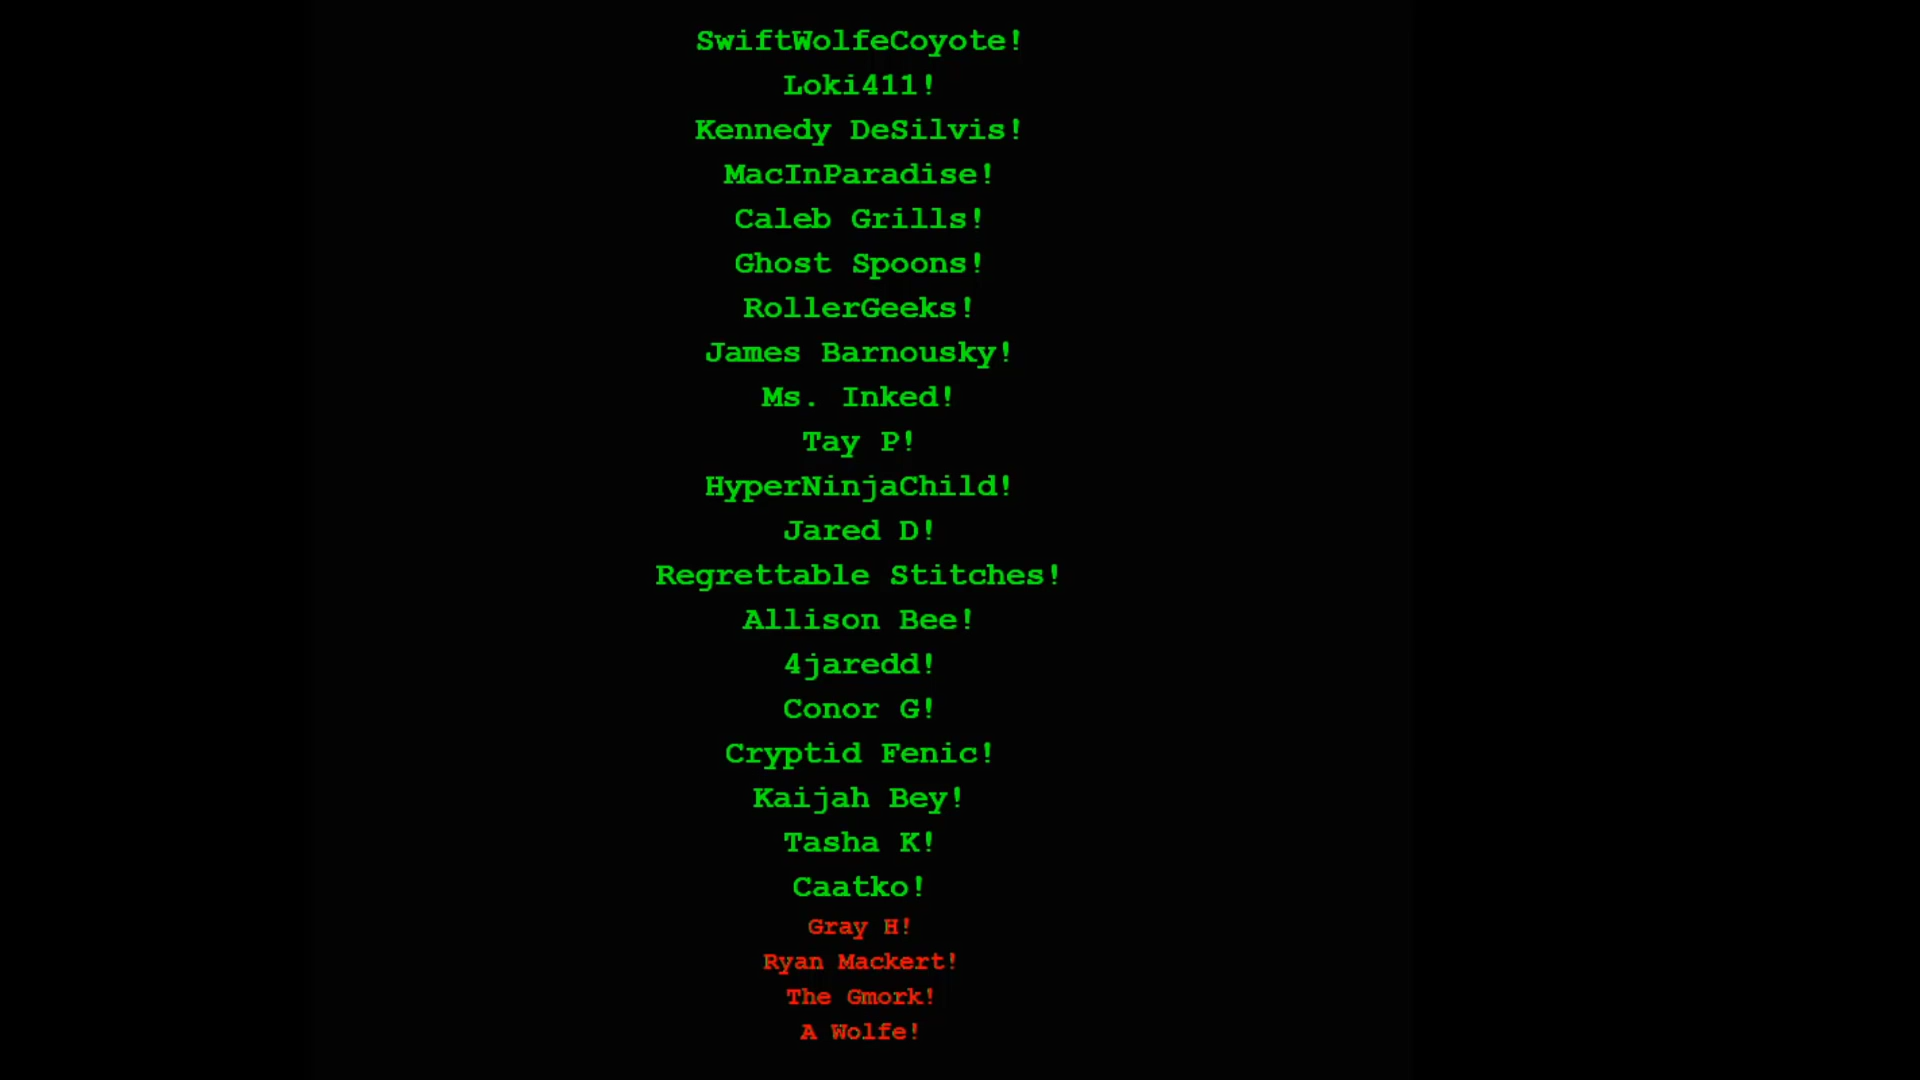 SwiftWolfeCoyote!
Loki411!
Kennedy DeSilvis!
MacInParadise!
Caleb Grills!
Ghost Spoons!
RollerGeeks!
James Barnousky!
Ms. Inked!
Tay P!
HyperNinjaChild!
Jared D!
Regrettable Stitches!
Allison Bee!
4jaredd!
Conor G!
Cryptid Fenic!
Kaijah Bey!
Tasha K!
Caatko!
Gray H!
Ryan Mackert!
The Gmork!
A Wolfe!